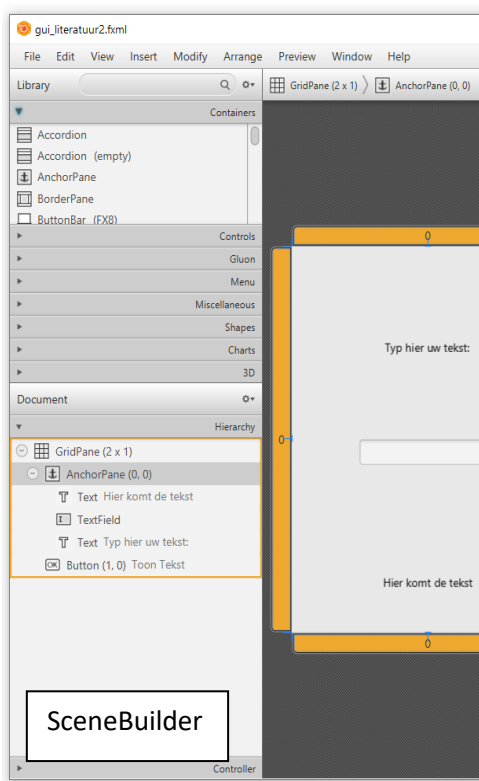 gui_literatuur2.fxml
File Edit View Insert Modify Arrange Preview Window Help
Library
GridPane (2 x 1) AnchorPane (0, 0)
Containers
Accordion
Accordion (empty)
AnchorPane
BorderPane
ButtonBar (FX8)
Controls
Gluon
Menu
Miscellaneous
Shapes
Charts
3D
Document
Hierarchy
GridPane (2 x 1)
AnchorPane (0, 0)
Text Hier komt de tekst
TextField
Text Typ hier uw tekst:
OK Button (1, 0) Toon Tekst
SceneBuilder
Controller
0
Typ hier uw tekst:
0
Hier komt de tekst
0